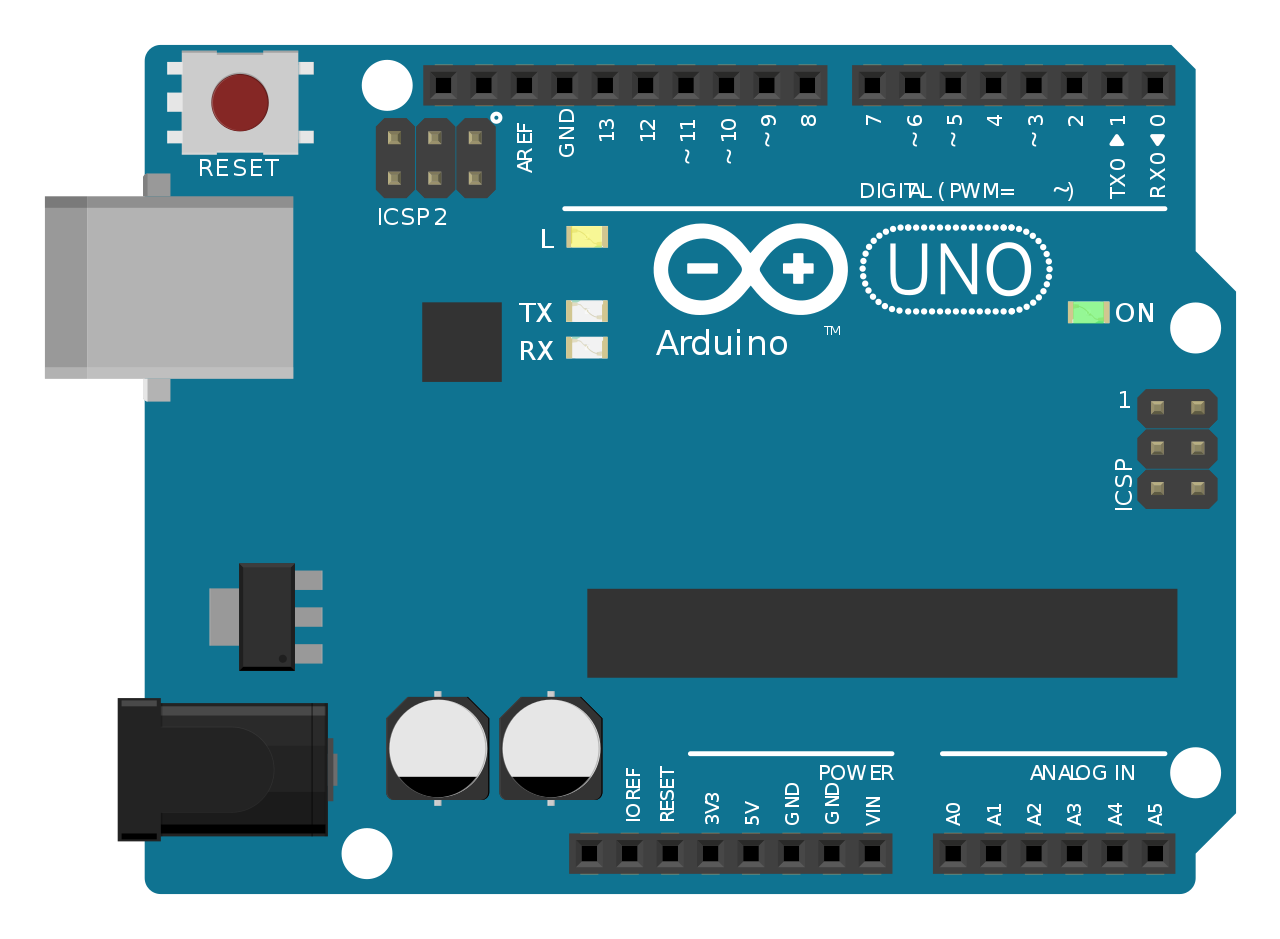 RESET
ICSP2
AREF
GND
13
12
~11
~10
~9
8
7
~6
~5
4
~3
2
TX0▶1
RX0◀0
DIGITAL (PWM= ~)
L
TX
RX
Arduino
TM
UNO
ON
1
ICSP
POWER
ANALOG IN
IOREF
RESET
3V3
5V
GND
GND
VIN
A0
A1
A2
A3
A4
A5